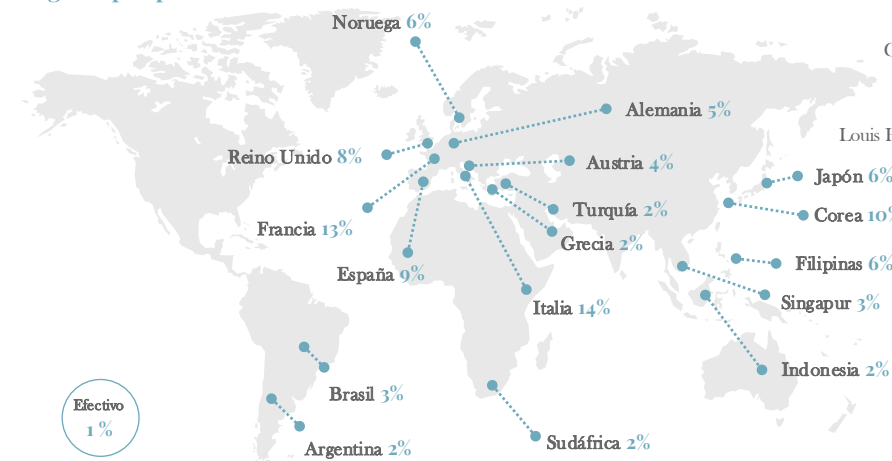 Noruega 6%
Alemania 5%
Louis
Reino Unido 8%
Austria 4%
Japón 6%
Turquía 2%
Corea 10%
Francia 13%
Grecia 2%
Filipinas 6%
España 9%
Singapur 3%
Italia 14%
Indonesia 2%
Brasil 3%
Efectivo
1 %
Argentina 2%
Sudáfrica 2%